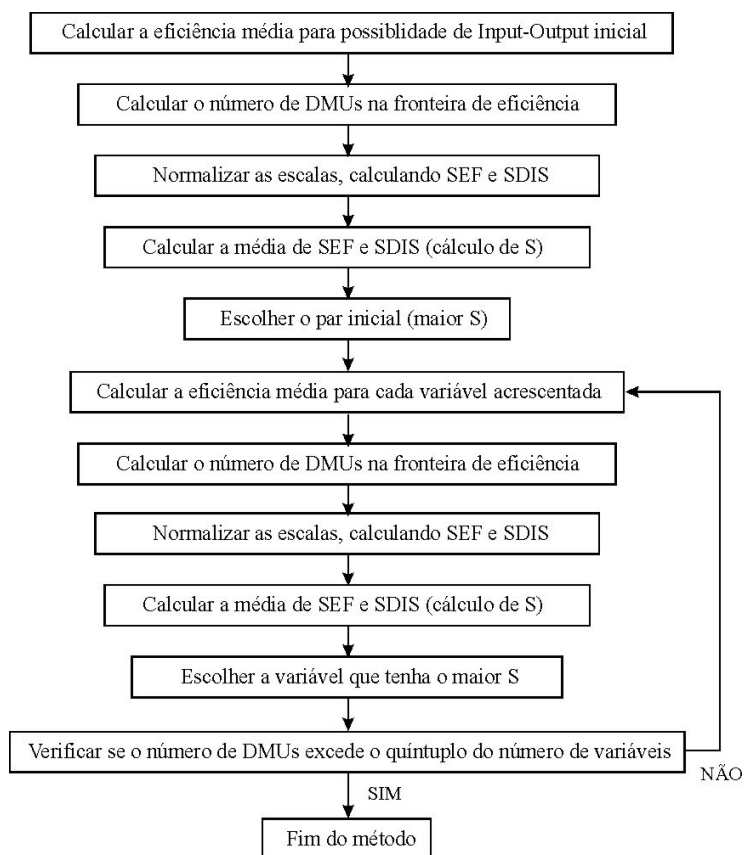 Calcular a eficiência média para possiblidade de Input-Output inicial
Calcular o número de DMUs na fronteira de eficiência
Normalizar as escalas, calculando SEF e SDIS
Calcular a média de SEF e SDIS (cálculo de S)
Escolher o par inicial (maior S)
Calcular a eficiência média para cada variável acrescentada
Calcular o número de DMUs na fronteira de eficiência
Normalizar as escalas, calculando SEF e SDIS
Calcular a média de SEF e SDIS (cálculo de S)
Escolher a variável que tenha o maior S
Verificar se o número de DMUs excede o quíntuplo do número de variáveis
NÃO
SIM
Fim do método